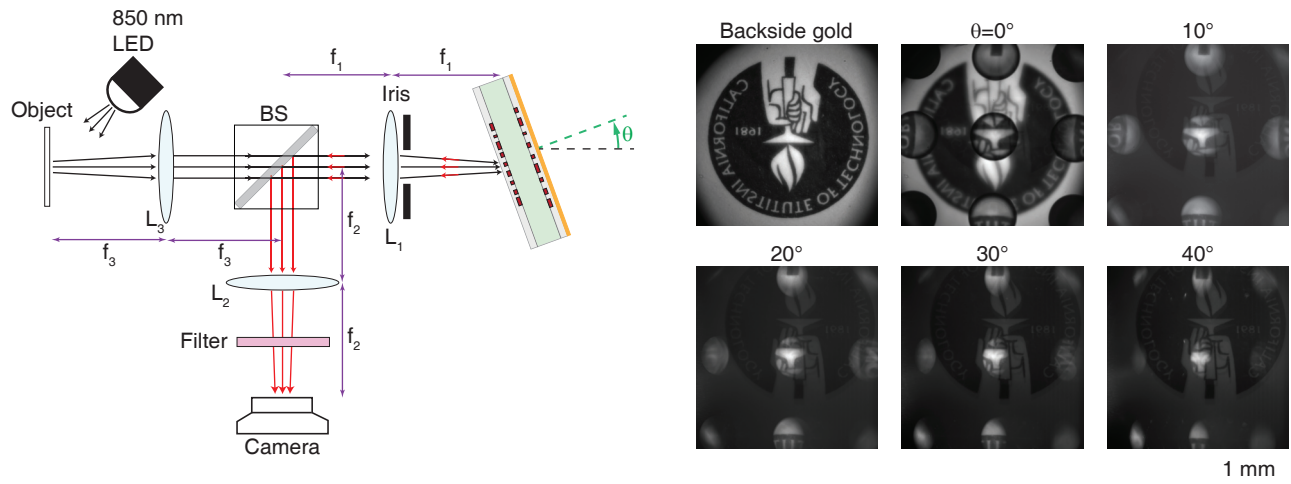 850 nm
LED
Object
L3
f3
f3
BS
f1
f1
Iris
L1
θ
f2
L2
Filter
f2
Camera
Backside gold
θ=0°
10°
CALIFORNIA INSTITUTE OF TECHNOLOGY
1891
20°
30°
40°
1 mm